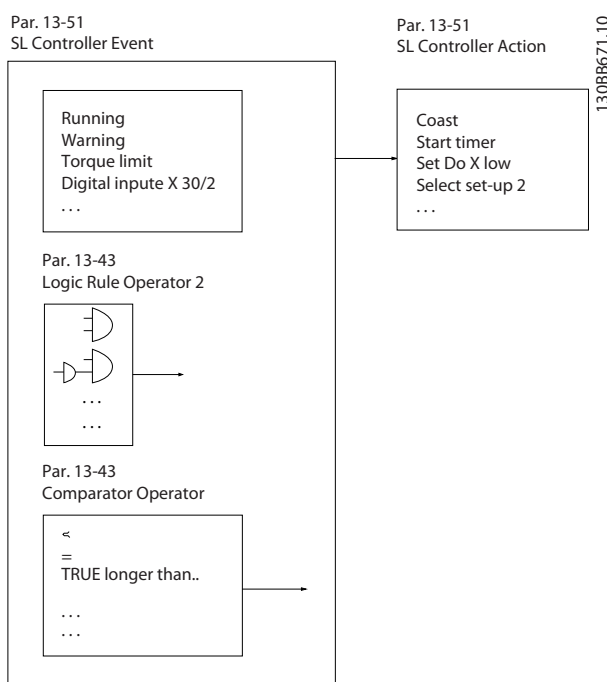 Par. 13-51
SL Controller Event
Par. 13-51
SL Controller Action
130BB671.10
Running
Warning
Torque limit
Digital inpute X 30/2
. . .
Coast
Start timer
Set Do X low
Select set-up 2
. . .
Par. 13-43
Logic Rule Operator 2
. . .
. . .
Par. 13-43
Comparator Operator
=
TRUE longer than..
. . .
. . .